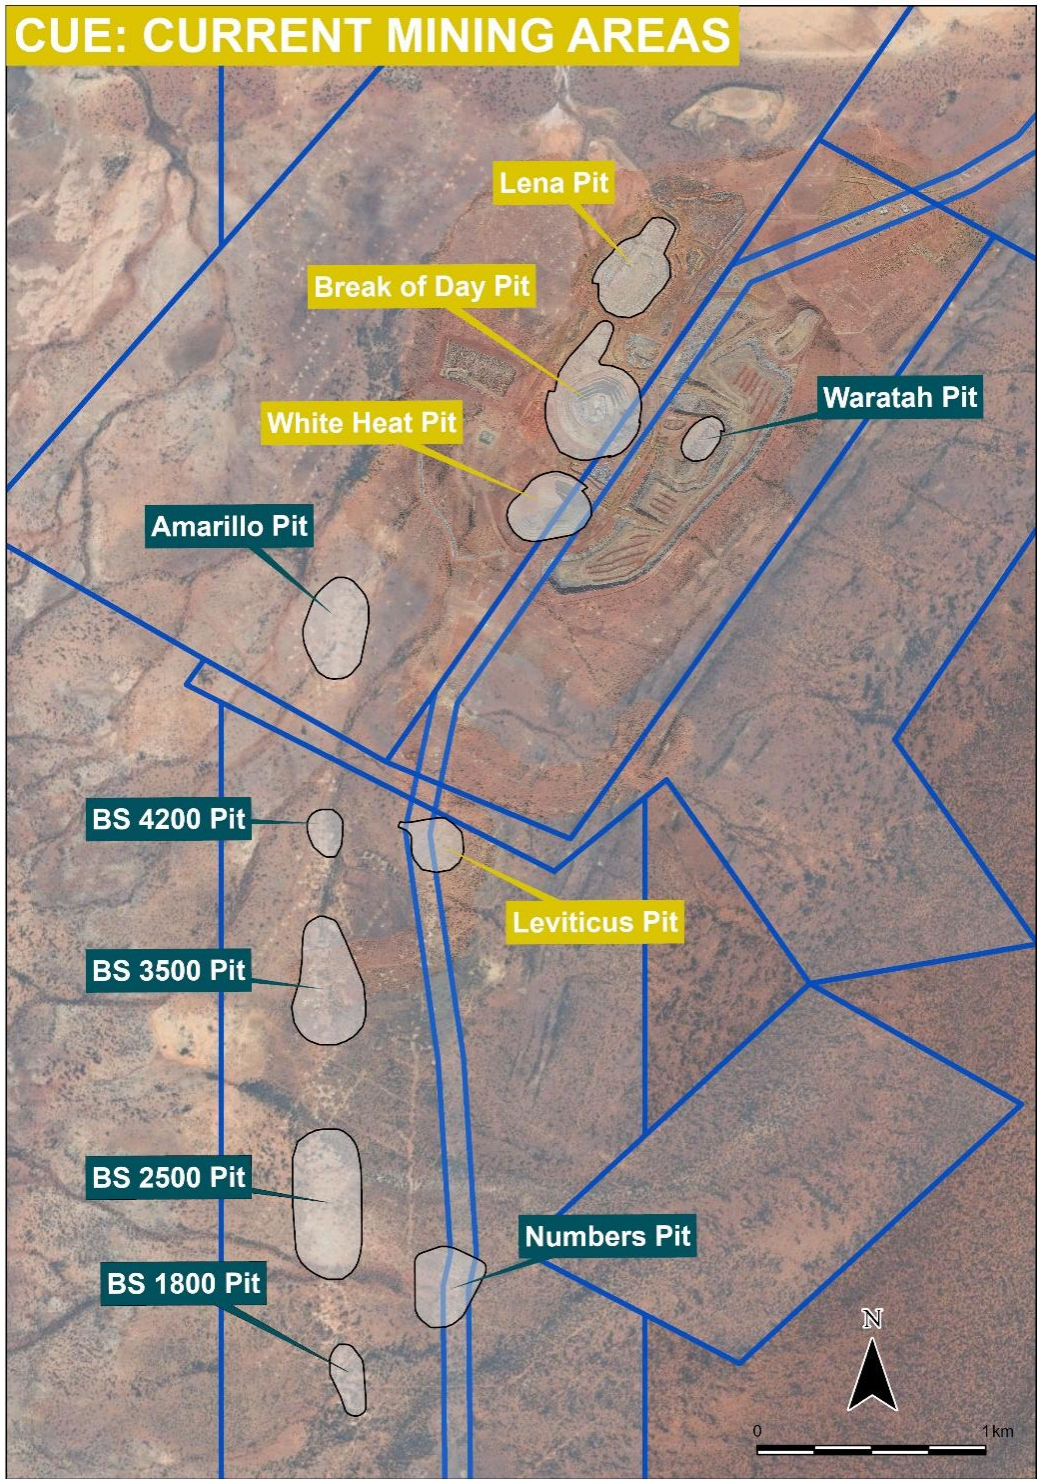 CUE: CURRENT MINING AREAS
Lena Pit
Break of Day Pit
Waratah Pit
White Heat Pit
Amarillo Pit
BS 4200 Pit
Leviticus Pit
BS 3500 Pit
BS 2500 Pit
Numbers Pit
BS 1800 Pit
N
0 1km